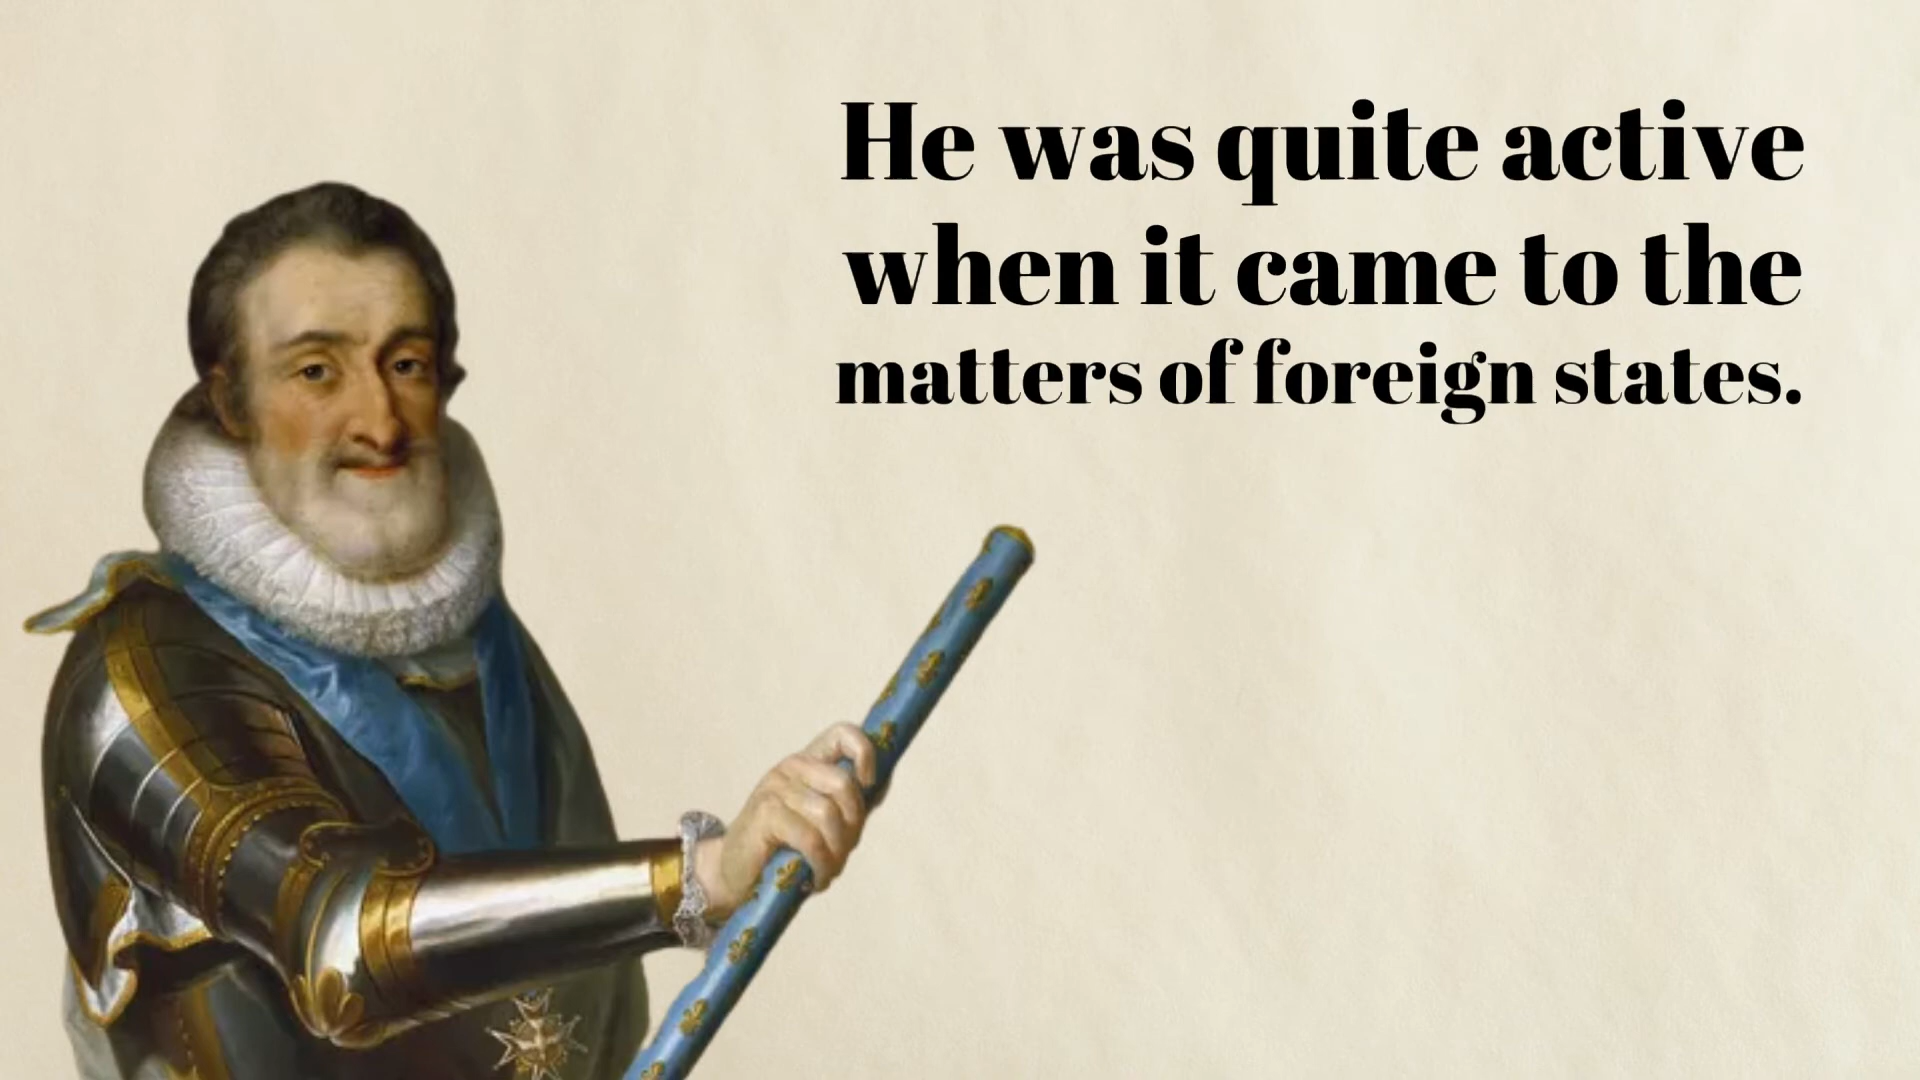 He was quite active
when it came to the
matters of foreign states.